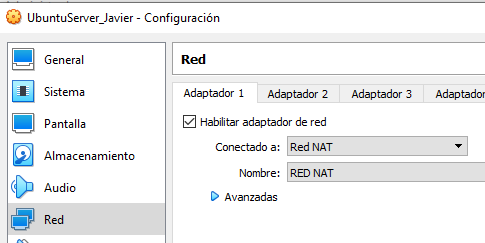 UbuntuServer_Javier - Configuración
General
Sistema
Pantalla
Almacenamiento
Audio
Red
Red
Adaptador 1
Adaptador 2
Adaptador 3
Adaptador
Habilitar adaptador de red
Conectado a: Red NAT
Nombre: RED NAT
Avanzadas